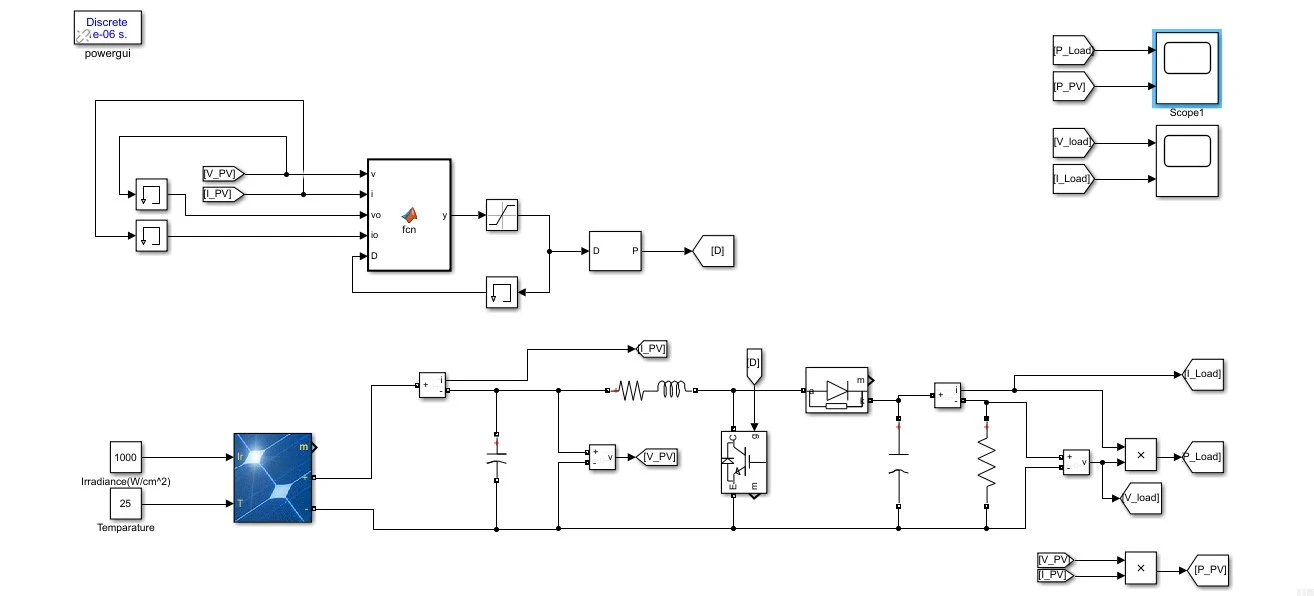 Discrete
e-06 s.
powergui
[P_Load]
[P_PV]
Scope1
[V_load]
[I_Load]
[V_PV]
[I_PV]
v
i
vo
io
D
fcn
y
D
P
[D]
[I_PV]
[D]
i
+
-
m
a
k
+
i
-
[I_Load]
1000
Irradiance(W/cm^2)
25
Temparature
Ir
T
m
+
-
+
-
v
[V_PV]
C
g
E
m
+
-
v
×
P_Load]
[V_load]
[V_PV]
[I_PV]
×
[P_PV]